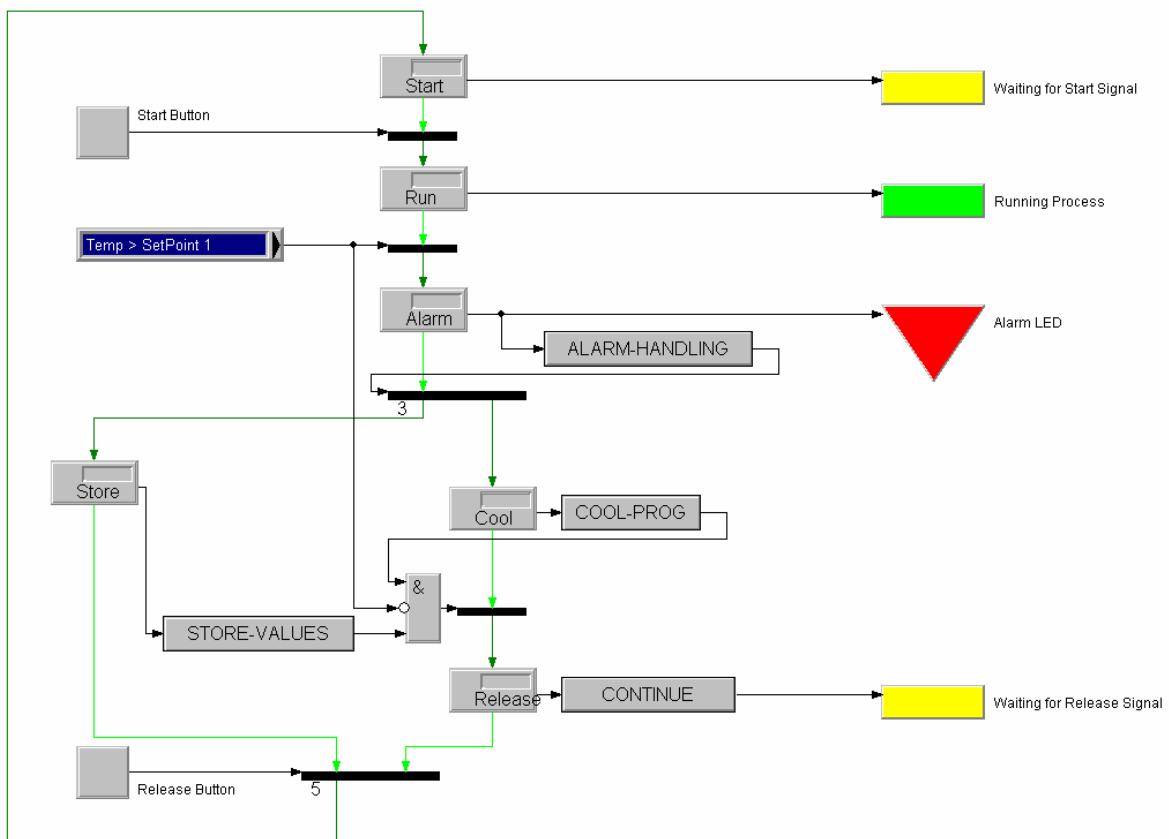 Start
Waiting for Start Signal
Start Button
Run
Running Process
Temp > SetPoint 1
Alarm
Alarm LED
ALARM-HANDLING
3
Store
Cool
COOL-PROG
&
STORE-VALUES
Release
CONTINUE
Waiting for Release Signal
Release Button
5